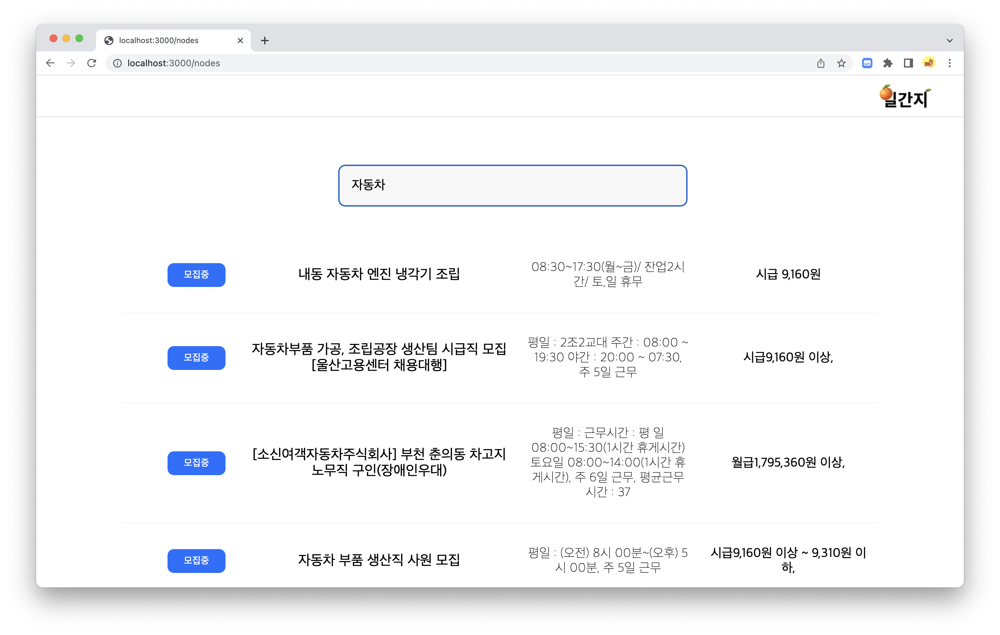 localhost:3000/nodes
localhost:3000/nodes
일간지
자동차
모집중
내동 자동차 엔진 냉각기 조립
08:30~17:30(월~금)/ 잔업2시
간/ 토,일 휴무
시급 9,160원
모집중
자동차부품 가공, 조립공장 생산팀 시급직 모집
[울산고용센터 채용대행]
평일 : 2조2교대 주간 : 08:00 ~
19:30 야간 : 20:00 ~ 07:30,
주 5일 근무
시급9,160원 이상,
모집중
[소신여객자동차주식회사] 부천 춘의동 차고지
노무직 구인(장애인우대)
평일 : 근무시간 : 평 일
08:00~15:30(1시간 휴게시간)
토요일 08:00~14:00(1시간 휴
게시간), 주 6일 근무, 평균근무
시간 : 37
월급1,795,360원 이상,
모집중
자동차 부품 생산직 사원 모집
평일 : (오전) 8시 00분~(오후) 5
시 00분, 주 5일 근무
시급9,160원 이상 ~ 9,310원 이
하,